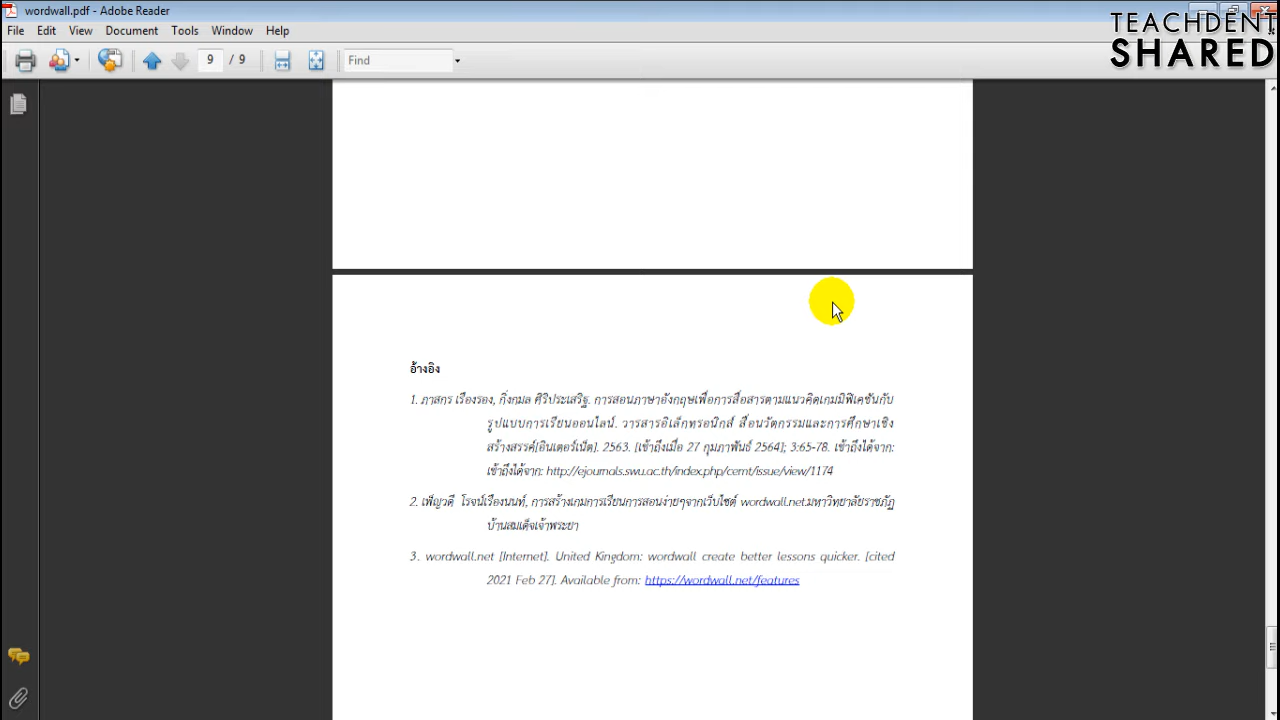 wordwall.pdf - Adobe Reader
TEACHDENT
SHARED
File Edit View Document Tools Window Help
9 / 9 Find
อ้างอิง
1. ภาสกร เรืองรอง, กิ่งกมล ศิริประเสริฐ. การสอนภาษาอังกฤษเพื่อการสื่อสารตามแนวคิดเกมมิฟิเคชันกับ
รูปแบบการเรียนออนไลน์. วารสารอิเล็กทรอนิกส์ สื่อนวัตกรรมและการศึกษาเชิง
สร้างสรรค์[อินเตอร์เน็ต]. 2563. [เข้าถึงเมื่อ 27 กุมภาพันธ์ 2564]; 3:65-78. เข้าถึงได้จาก:
เข้าถึงได้จาก: http://ejournals.swu.ac.th/index.php/cemt/issue/view/1174
2. เพ็ญวดี โรจน์เรืองนนท์, การสร้างเกมการเรียนการสอนง่ายๆจากเว็บไซต์ wordwall.net.มหาวิทยาลัยราชภัฏ
บ้านสมเด็จเจ้าพระยา
3. wordwall.net [Internet]. United Kingdom: wordwall create better lessons quicker. [cited
2021 Feb 27]. Available from: https://wordwall.net/features